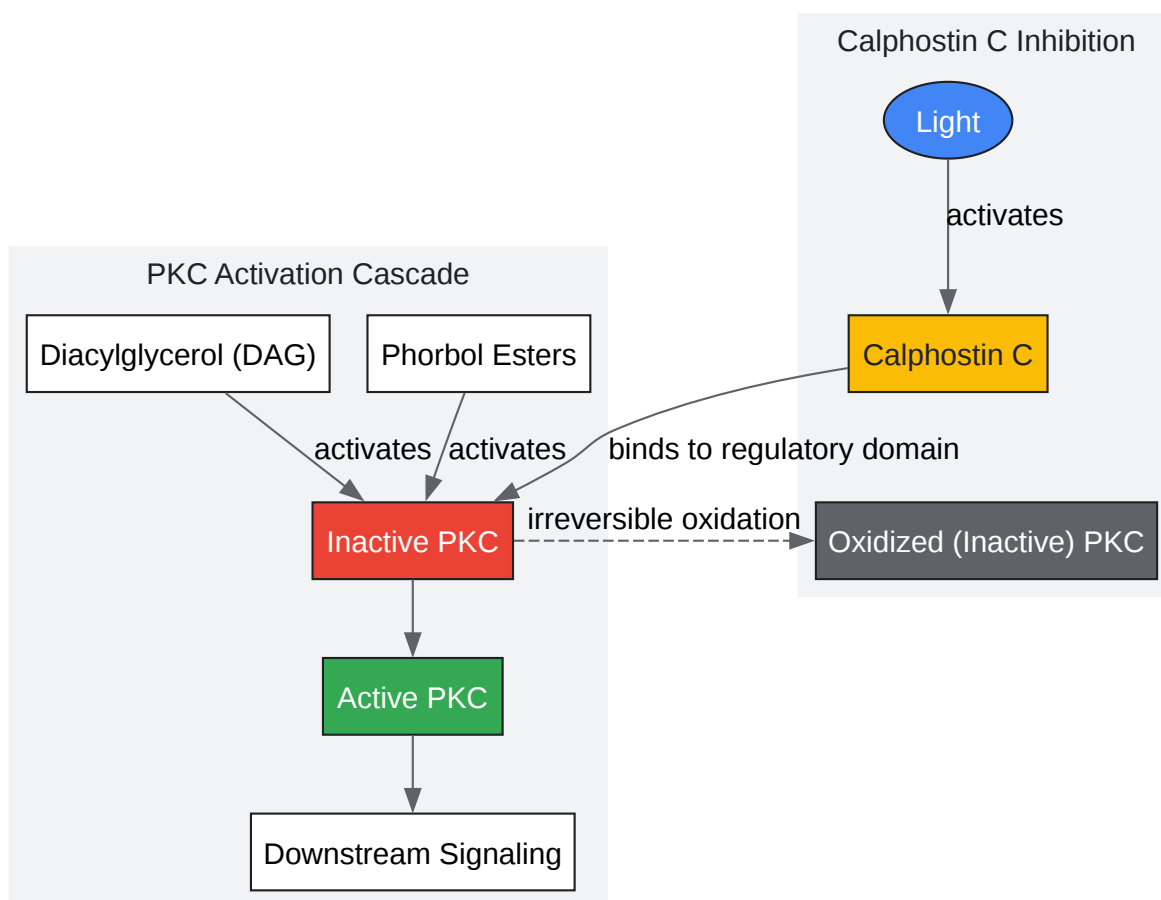 Calphostin C Inhibition
Light
activates
PKC Activation Cascade
Diacylglycerol (DAG)
Phorbol Esters
Calphostin C
activates
activates
binds to regulatory domain
irreversible oxidation
Inactive PKC
Oxidized (Inactive) PKC
Active PKC
Downstream Signaling